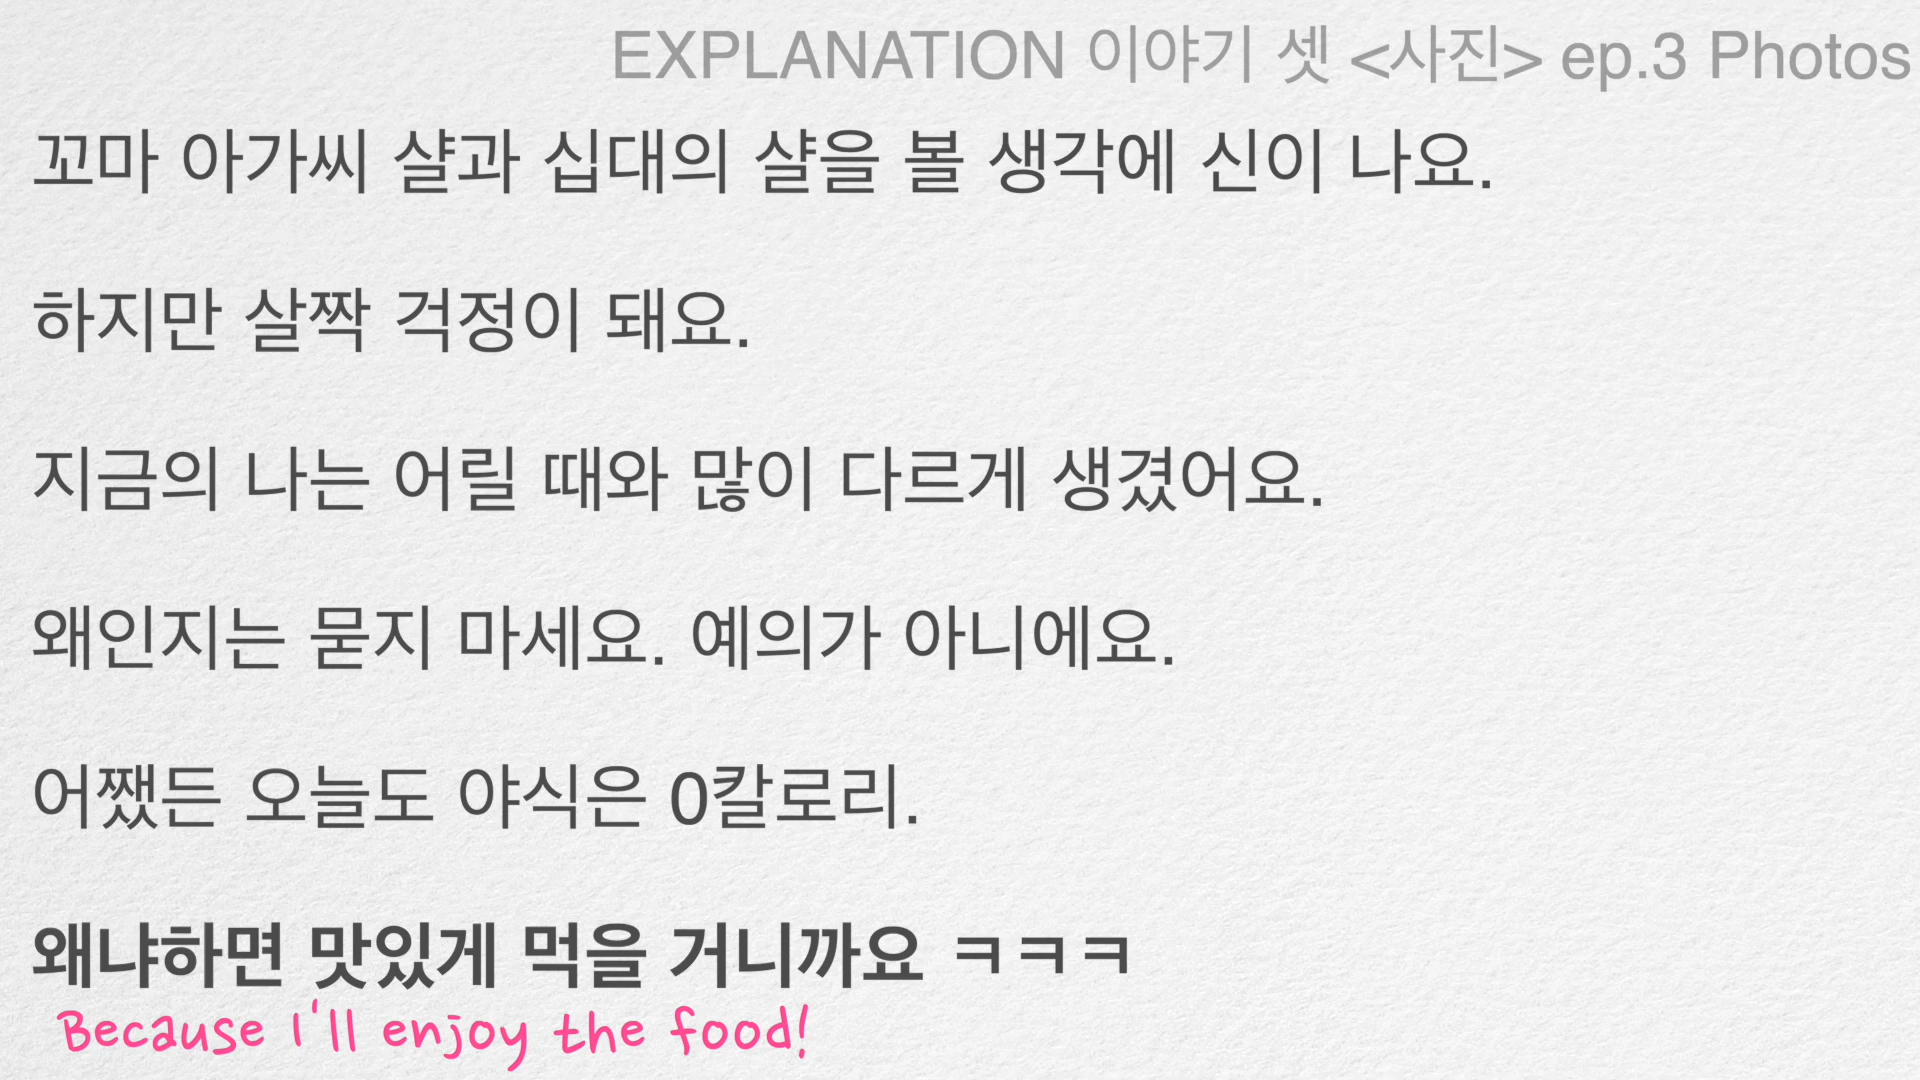 EXPLANATION 이야기 셋 <사진> ep.3 Photos
꼬마 아가씨 샬과 십대의 샬을 볼 생각에 신이 나요.
하지만 살짝 걱정이 돼요.
지금의 나는 어릴 때와 많이 다르게 생겼어요.
왜인지는 묻지 마세요. 예의가 아니에요.
어쨌든 오늘도 야식은 0칼로리.
왜냐하면 맛있게 먹을 거니까요 ㅋㅋㅋ
Because I'll enjoy the food!